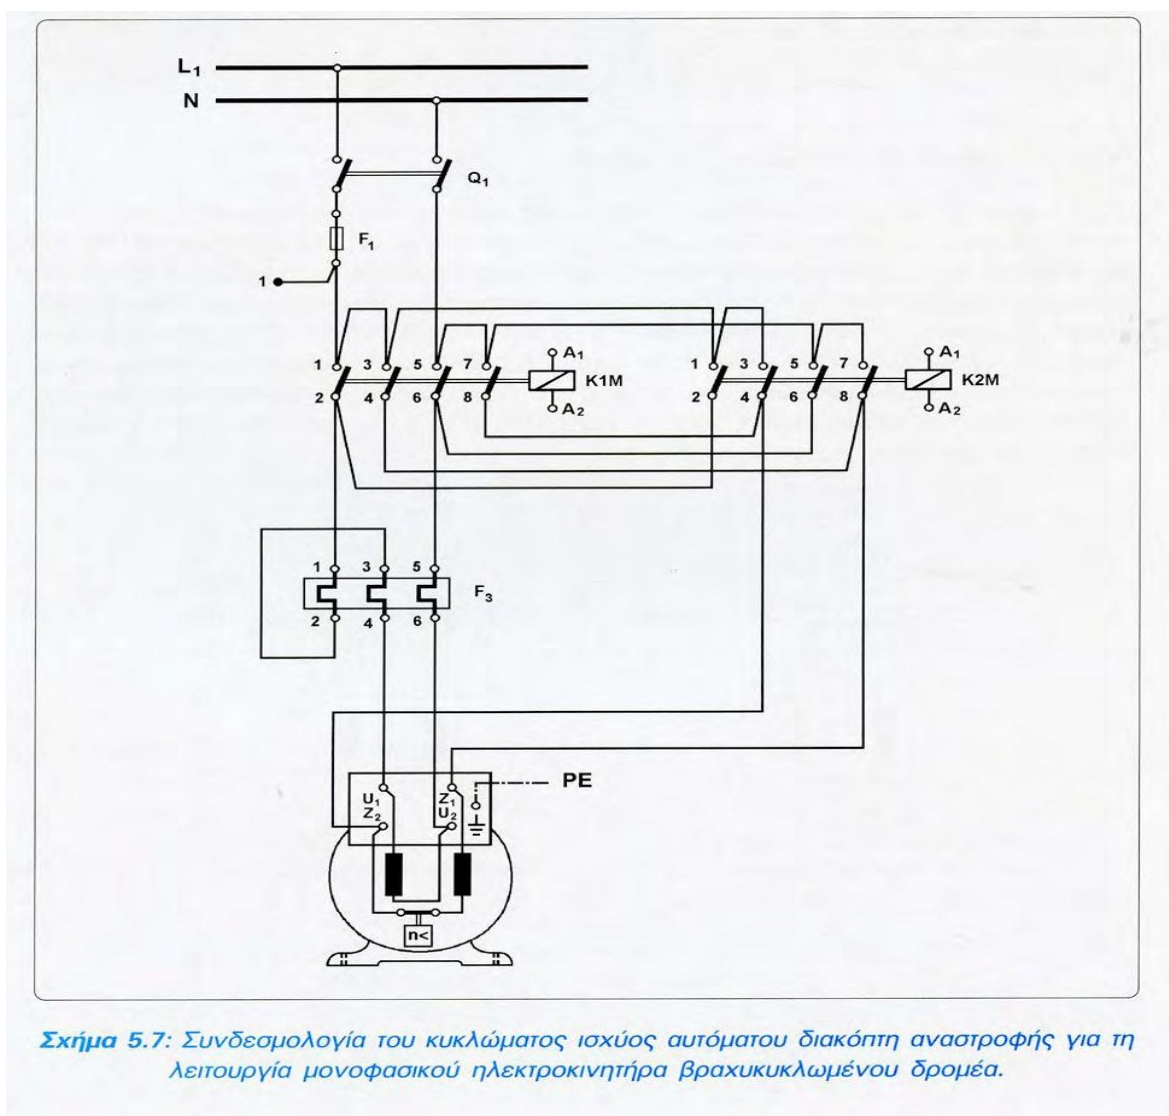 L1
N
Q1
F1
1
1 3 5 7 A1
K1M
2 4 6 8 A2
1 3 5 7 A1
K2M
2 4 6 8 A2
1 3 5
F3
2 4 6
PE
U1 Z1
Z2 U2
n<
Σχήμα 5.7: Συνδεσμολογία του κυκλώματος ισχύος αυτόματου διακόπτη αναστροφής για τη
λειτουργία μονοφασικού ηλεκτροκινητήρα βραχυκυκλωμένου δρομέα.